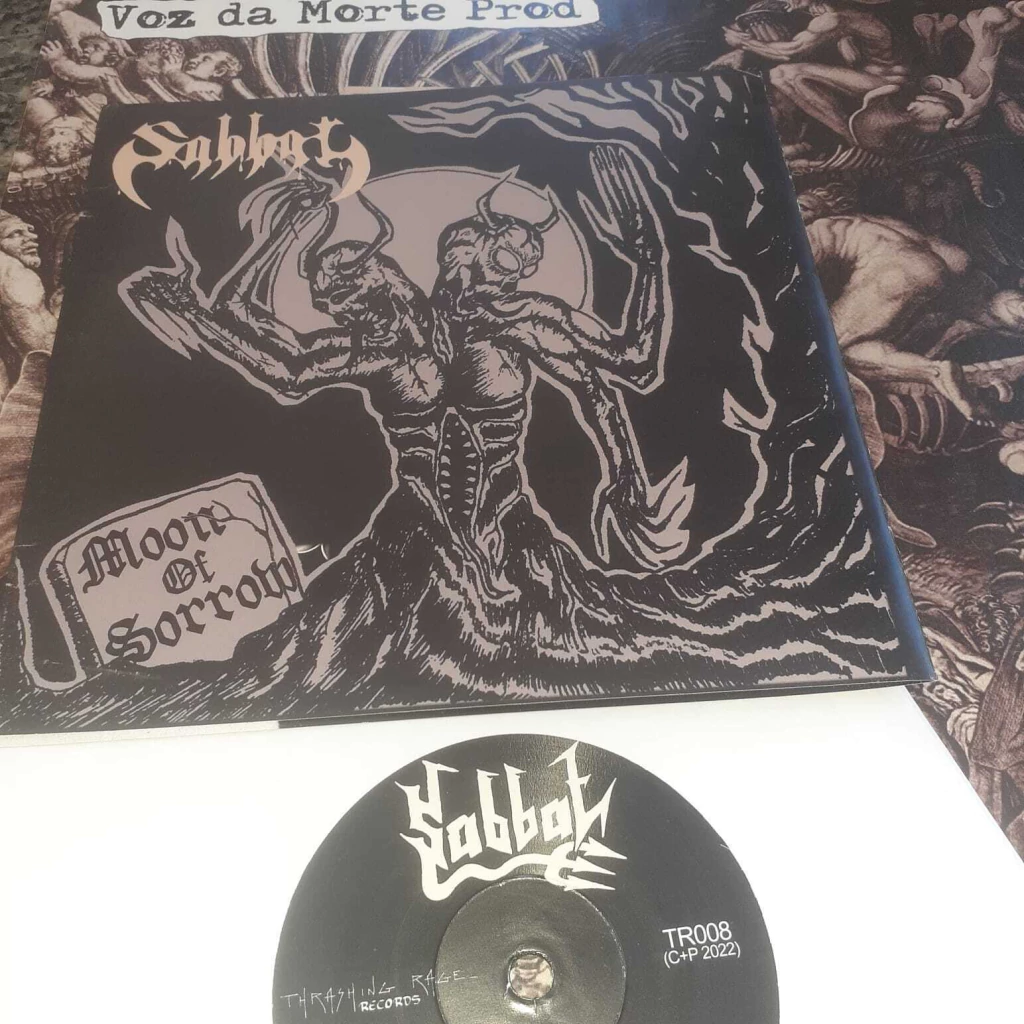 Voz da Morte Prod
Sabbat
Moon
Of
Sorrow
Sabbat
TR008
(C+P 2022)
THRASHING RAGE
RECORDS